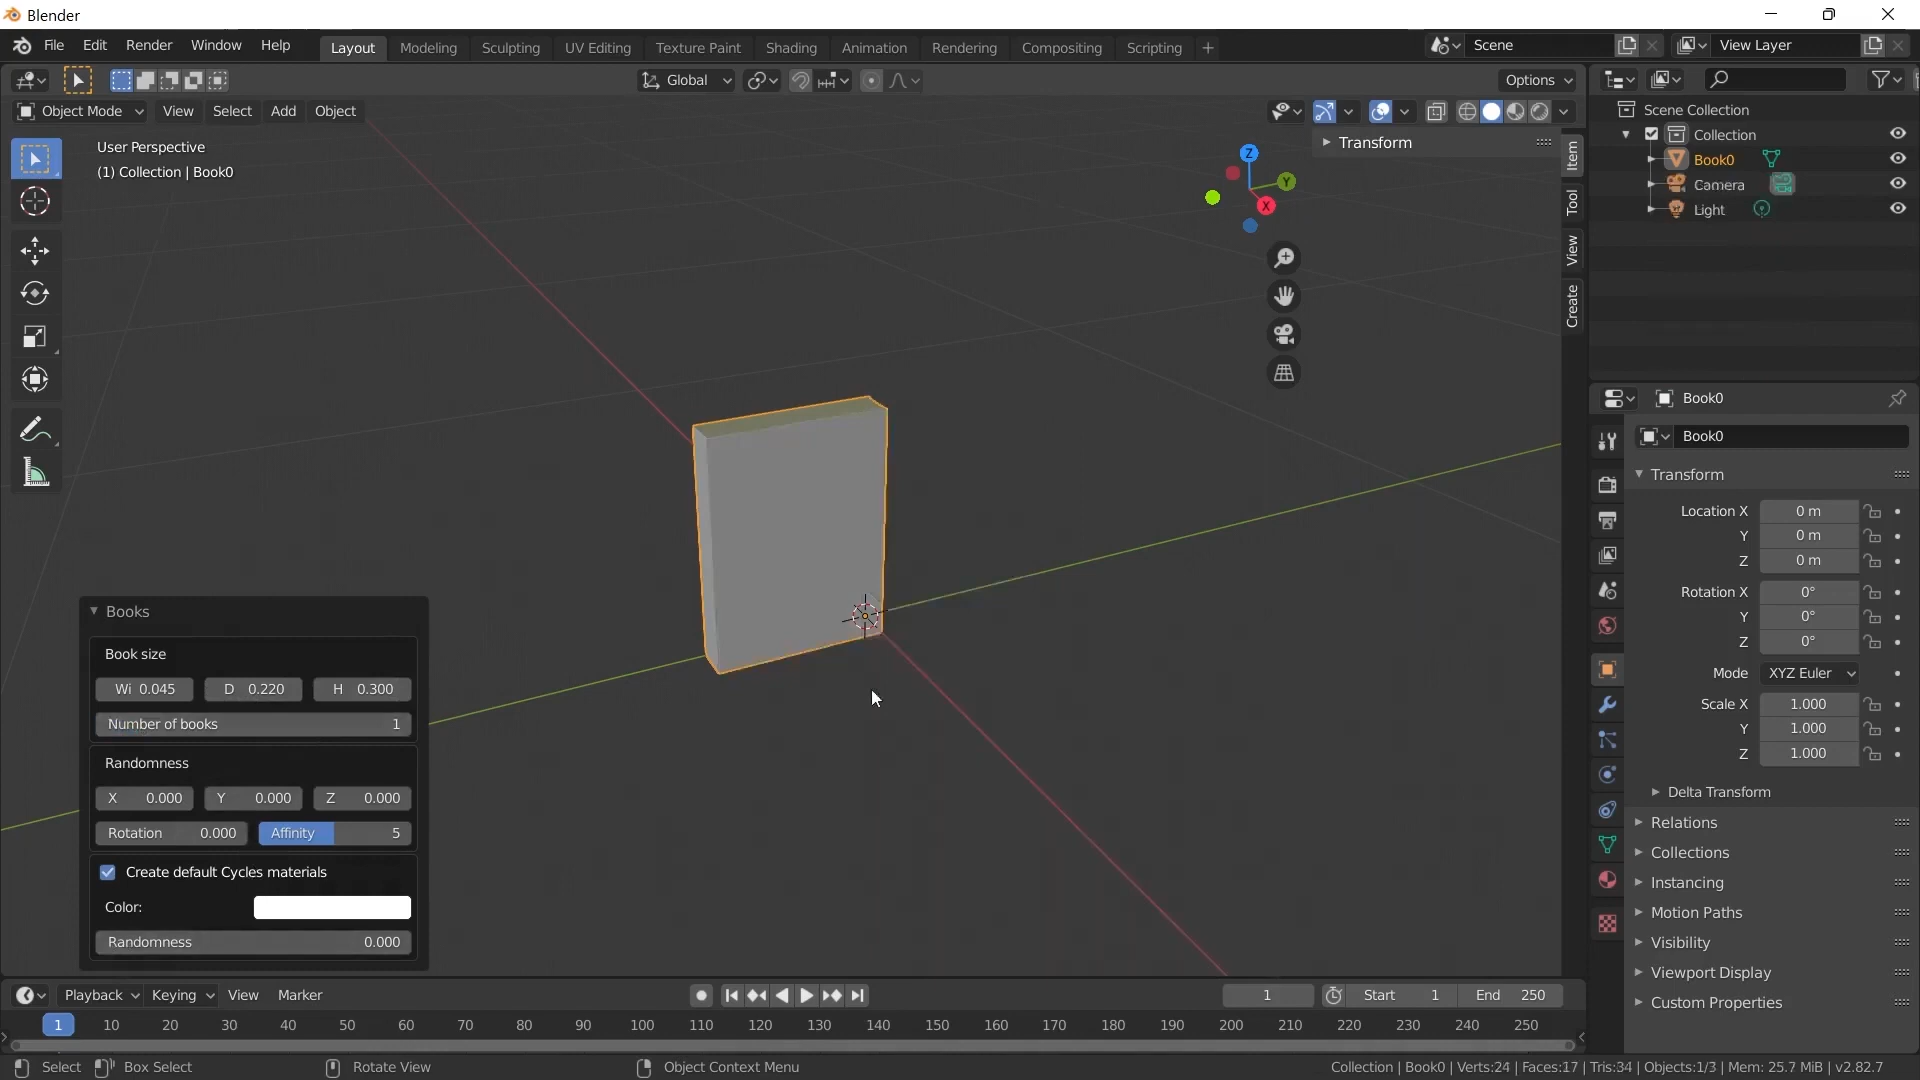 Blender
File Edit Render Window Help Layout Modeling Sculpting UV Editing Texture Paint Shading Animation Rendering Compositing Scripting + Scene View Layer
Global Options
Object Mode View Select Add Object
User Perspective
(1) Collection | Book0
Z
Y
X
Transform
Item
Tool
View
Create
Scene Collection
Collection
Book0
Camera
Light
Book0
Book0
Transform
Location X 0 m
Y 0 m
Z 0 m
Rotation X 0°
Y 0°
Z 0°
Mode XYZ Euler
Scale X 1.000
Y 1.000
Z 1.000
Delta Transform
Relations
Collections
Instancing
Motion Paths
Visibility
Viewport Display
Custom Properties
Books
Book size
Wi 0.045 D 0.220 H 0.300
Number of books 1
Randomness
X 0.000 Y 0.000 Z 0.000
Rotation 0.000 Affinity 5
Create default Cycles materials
Color:
Randomness 0.000
Playback Keying View Marker 1 Start 1 End 250
1 10 20 30 40 50 60 70 80 90 100 110 120 130 140 150 160 170 180 190 200 210 220 230 240 250
Select Box Select Rotate View Object Context Menu Collection | Book0 | Verts:24 | Faces:17 | Tris:34 | Objects:1/3 | Mem: 25.7 MiB | v2.82.7